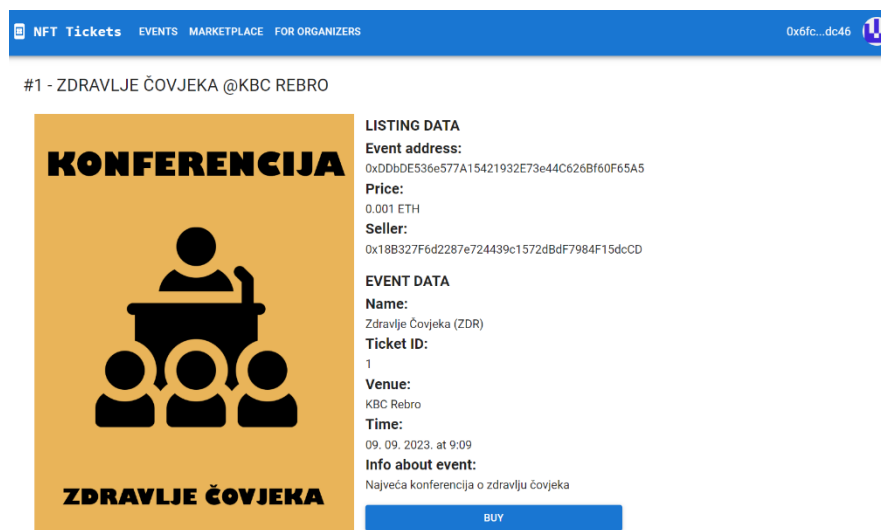 NFT Tickets EVENTS MARKETPLACE FOR ORGANIZERS 0x6fc...dc46
#1 - ZDRAVLJE ČOVJEKA @KBC REBRO
KONFERENCIJA
ZDRAVLJE ČOVJEKA
LISTING DATA
Event address:
0xDDbDE536e577A15421932E73e44C626Bf60F65A5
Price:
0.001 ETH
Seller:
0x18B327F6d2287e724439c1572dBdF7984F15dcCD
EVENT DATA
Name:
Zdravlje Čovjeka (ZDR)
Ticket ID:
1
Venue:
KBC Rebro
Time:
09. 09. 2023. at 9:09
Info about event:
Najveća konferencija o zdravlju čovjeka
BUY